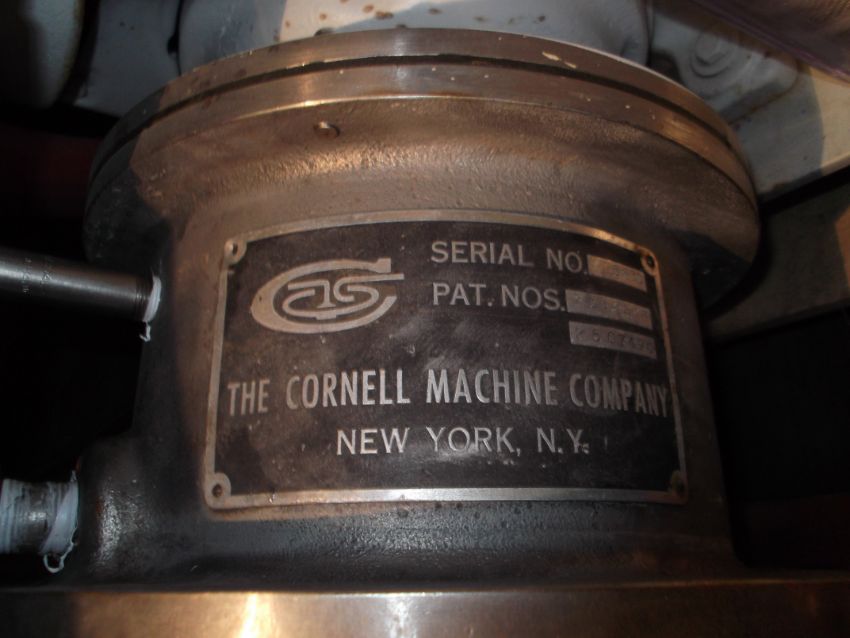 SERIAL NO.
PAT. NOS.
THE CORNELL MACHINE COMPANY
NEW YORK, N.Y.